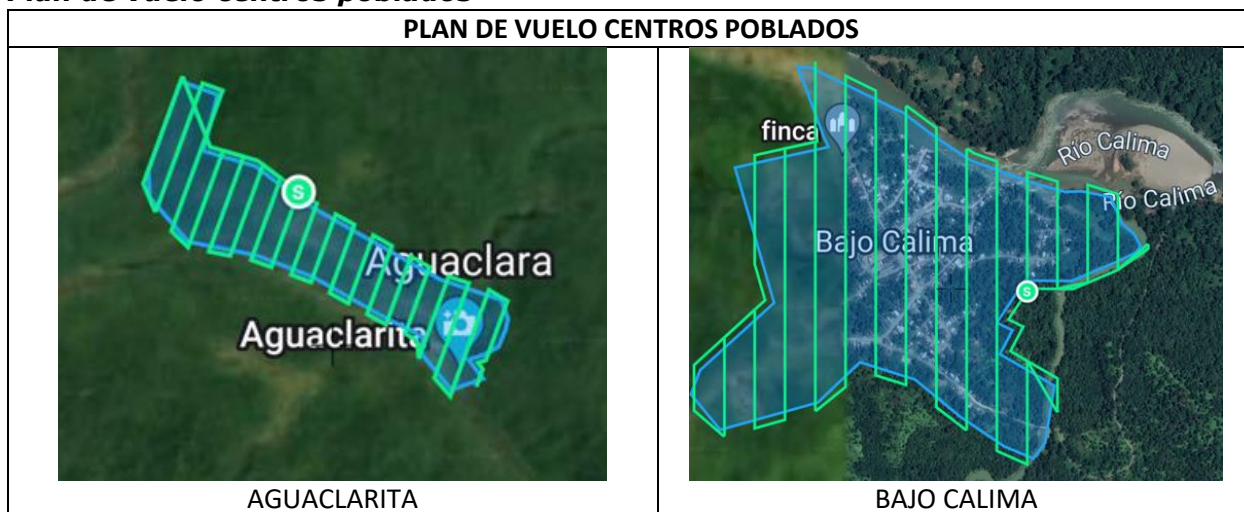 Plan de vuelo centros poblados
PLAN DE VUELO CENTROS POBLADOS
Aguaclara
Aguaclarita
S
finca
Río Calima
Río Calima
Bajo Calima
S
AGUACLARITA
BAJO CALIMA